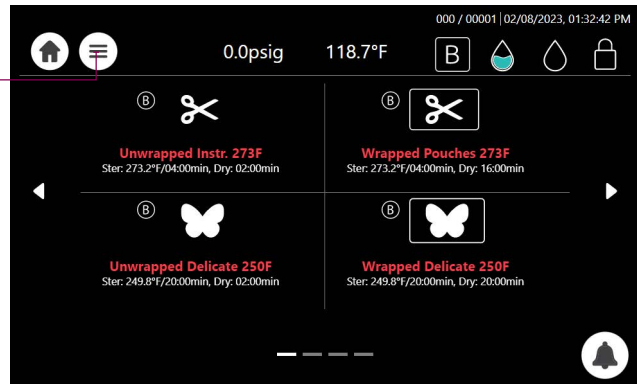 000 / 00001 | 02/08/2023, 01:32:42 PM
0.0psig 118.7°F B
B
Unwrapped Instr. 273F
Ster: 273.2°F/04:00min, Dry: 02:00min
B
Wrapped Pouches 273F
Ster: 273.2°F/04:00min, Dry: 16:00min
B
Unwrapped Delicate 250F
Ster: 249.8°F/20:00min, Dry: 02:00min
B
Wrapped Delicate 250F
Ster: 249.8°F/20:00min, Dry: 20:00min